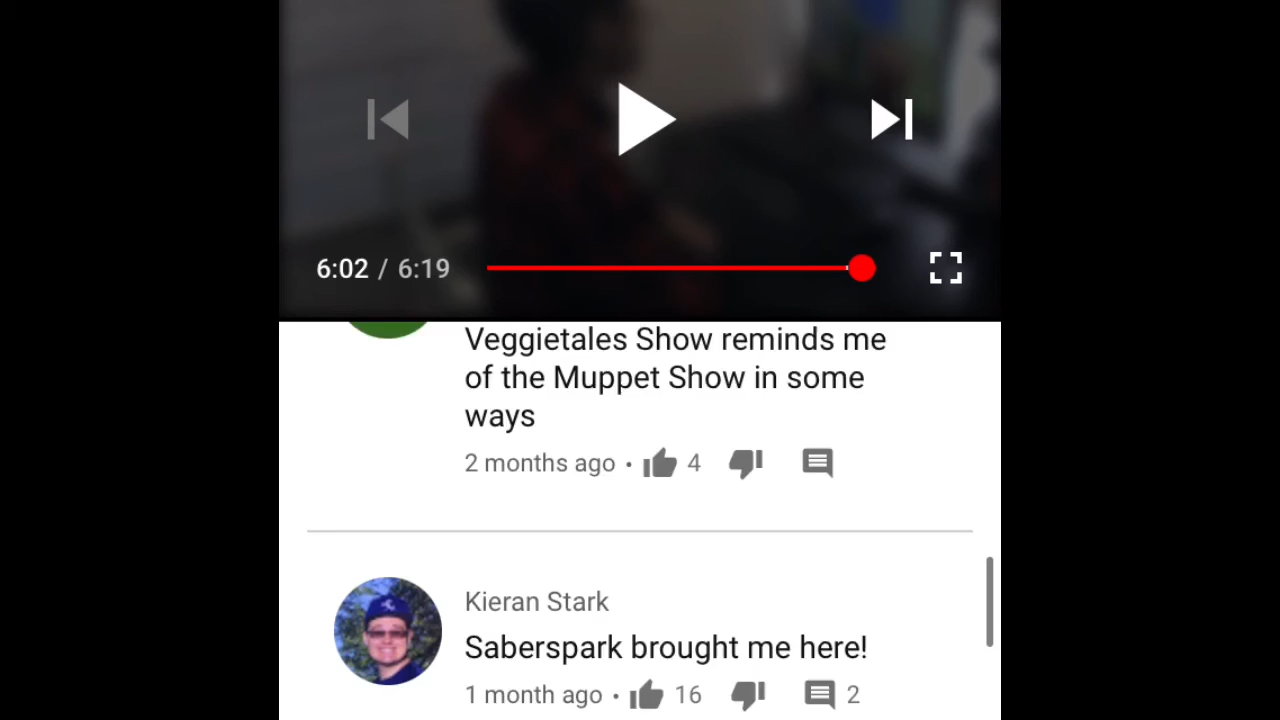 6:02 / 6:19
Veggietales Show reminds me
of the Muppet Show in some
ways
2 months ago • 4
Kieran Stark
Saberspark brought me here!
1 month ago • 16 2